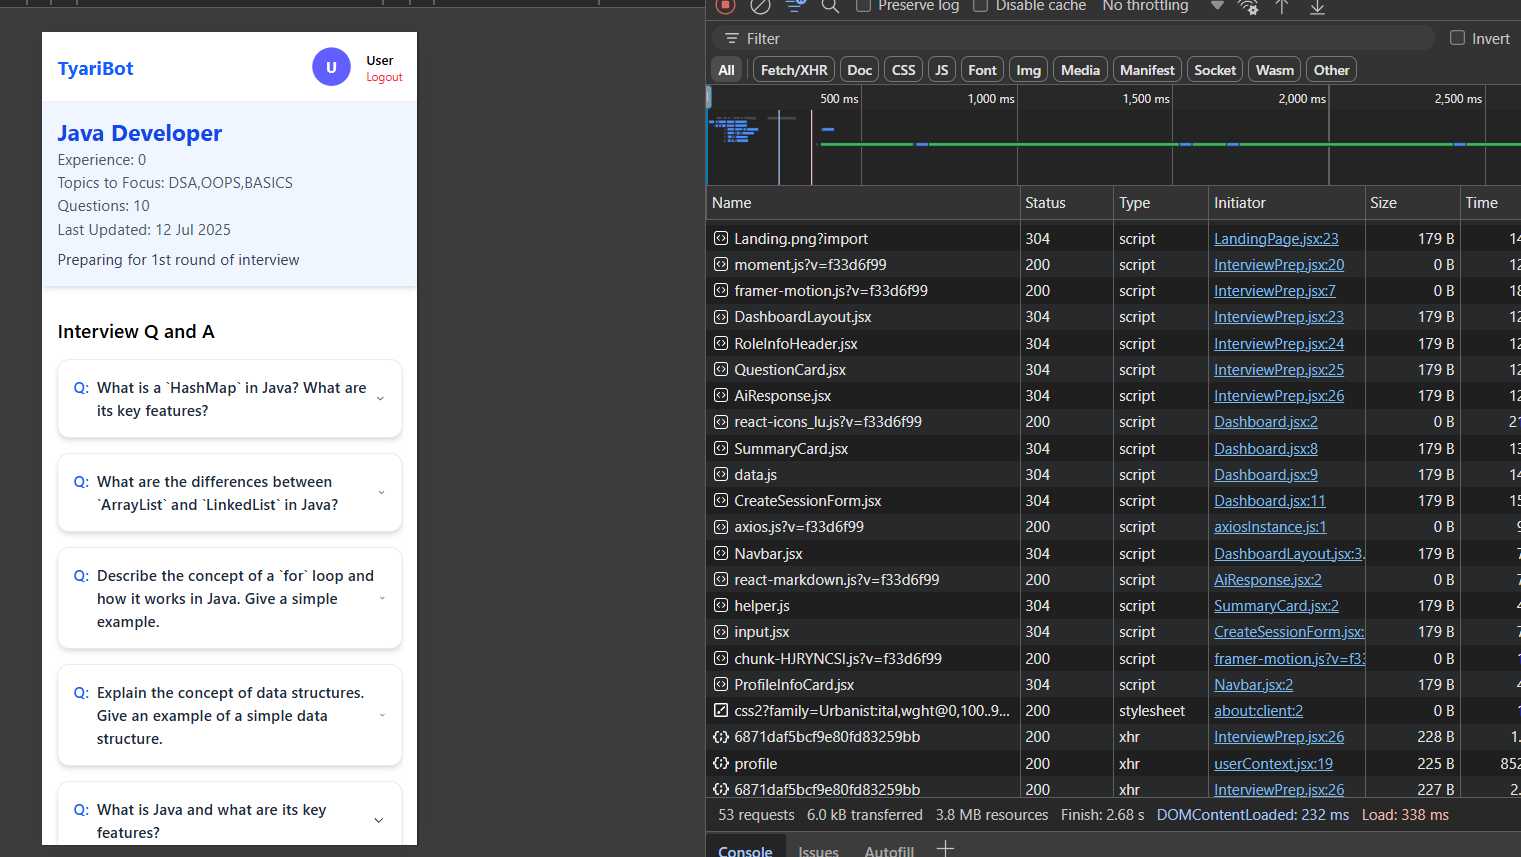 Preserve log Disable cache No throttling
Filter Invert
All Fetch/XHR Doc CSS JS Font Img Media Manifest Socket Wasm Other
500 ms 1,000 ms 1,500 ms 2,000 ms 2,500 ms
TyariBot
U
User
Logout
Java Developer
Experience: 0
Topics to Focus: DSA,OOPS,BASICS
Questions: 10
Last Updated: 12 Jul 2025
Preparing for 1st round of interview
Interview Q and A
Q: What is a `HashMap` in Java? What are
its key features?
Q: What are the differences between
`ArrayList` and `LinkedList` in Java?
Q: Describe the concept of a `for` loop and
how it works in Java. Give a simple
example.
Q: Explain the concept of data structures.
Give an example of a simple data
structure.
Q: What is Java and what are its key
features?
Name Status Type Initiator Size Time
Landing.png?import 304 script LandingPage.jsx:23 179 B 14
moment.js?v=f33d6f99 200 script InterviewPrep.jsx:20 0 B 12
framer-motion.js?v=f33d6f99 200 script InterviewPrep.jsx:7 0 B 18
DashboardLayout.jsx 304 script InterviewPrep.jsx:23 179 B 12
RoleInfoHeader.jsx 304 script InterviewPrep.jsx:24 179 B 12
QuestionCard.jsx 304 script InterviewPrep.jsx:25 179 B 12
AiResponse.jsx 304 script InterviewPrep.jsx:26 179 B 12
react-icons_lu.js?v=f33d6f99 200 script Dashboard.jsx:2 0 B 21
SummaryCard.jsx 304 script Dashboard.jsx:8 179 B 13
data.js 304 script Dashboard.jsx:9 179 B 14
CreateSessionForm.jsx 304 script Dashboard.jsx:11 179 B 15
axios.js?v=f33d6f99 200 script axiosInstance.js:1 0 B 9
Navbar.jsx 304 script DashboardLayout.jsx:3. 179 B 7
react-markdown.js?v=f33d6f99 200 script AiResponse.jsx:2 0 B 7
helper.js 304 script SummaryCard.jsx:2 179 B 4
input.jsx 304 script CreateSessionForm.jsx: 179 B 7
chunk-HJRYNCSI.js?v=f33d6f99 200 script framer-motion.js?v=f33 0 B 1
ProfileInfoCard.jsx 304 script Navbar.jsx:2 179 B 4
css2?family=Urbanist:ital,wght@0,100..9... 200 stylesheet about:client:2 0 B 1
6871daf5bcf9e80fd83259bb 200 xhr InterviewPrep.jsx:26 228 B 1.
profile 200 xhr userContext.jsx:19 225 B 852
6871daf5bcf9e80fd83259bb 200 xhr InterviewPrep.jsx:26 227 B 2.
53 requests 6.0 kB transferred 3.8 MB resources Finish: 2.68 s DOMContentLoaded: 232 ms Load: 338 ms
Console Issues Autofill